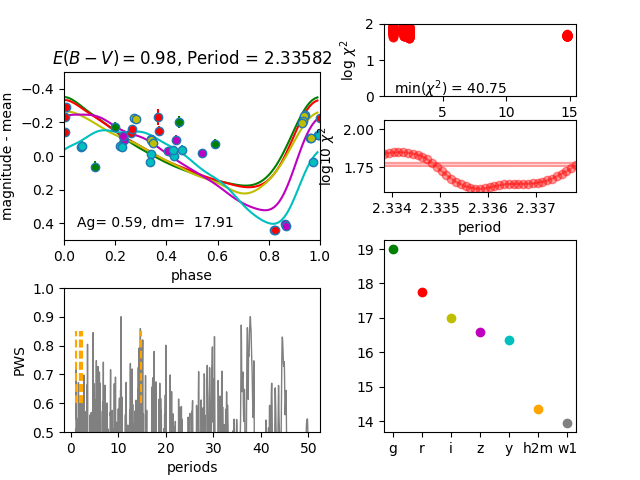 E(B − V) = 0.98, Period = 2.33582
magnitude - mean
−0.4
−0.2
0.0
0.2
0.4
Ag= 0.59, dm=  17.91
0.0 0.2 0.4 0.6 0.8 1.0
phase
log χ²
2
1
0
min(χ²) = 40.75
5 10 15
log10 χ²
2.00
1.75
2.334 2.335 2.336 2.337
period
PWS
1.0
0.9
0.8
0.7
0.6
0.5
0 10 20 30 40 50
periods
19
18
17
16
15
14
g r i z y h2m w1